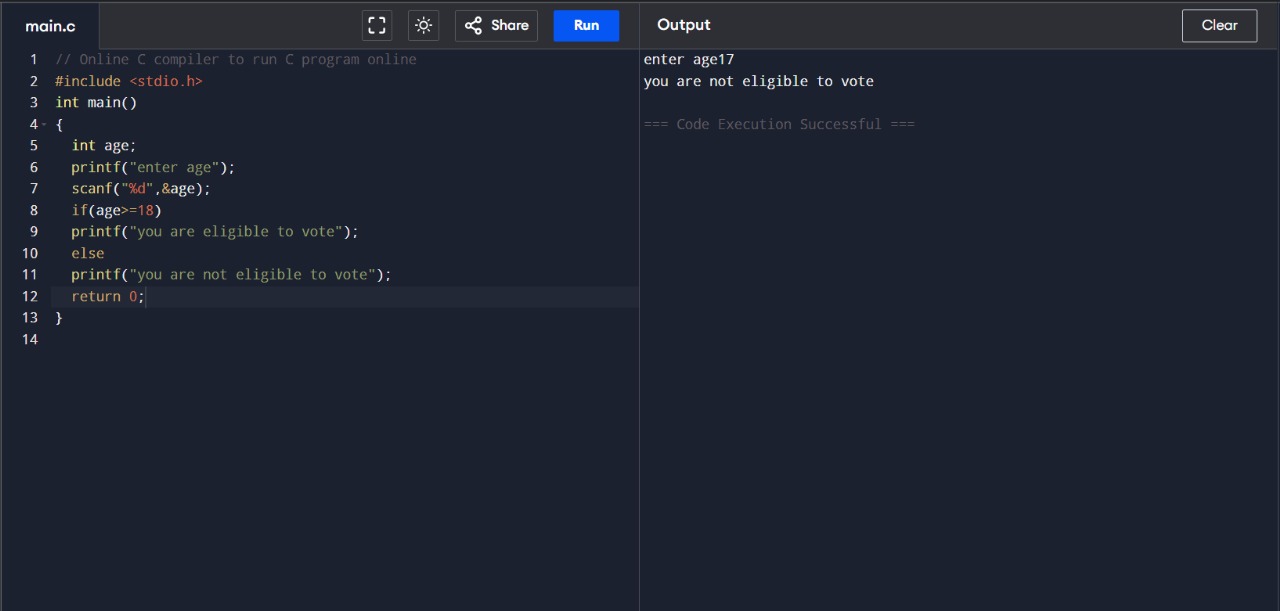 main.c
Share
Run
Output
Clear
1 // Online C compiler to run C program online
2 #include <stdio.h>
3 int main()
4 {
5 int age;
6 printf("enter age");
7 scanf("%d",&age);
8 if(age>=18)
9 printf("you are eligible to vote");
10 else
11 printf("you are not eligible to vote");
12 return 0;
13 }
14
enter age17
you are not eligible to vote
=== Code Execution Successful ===